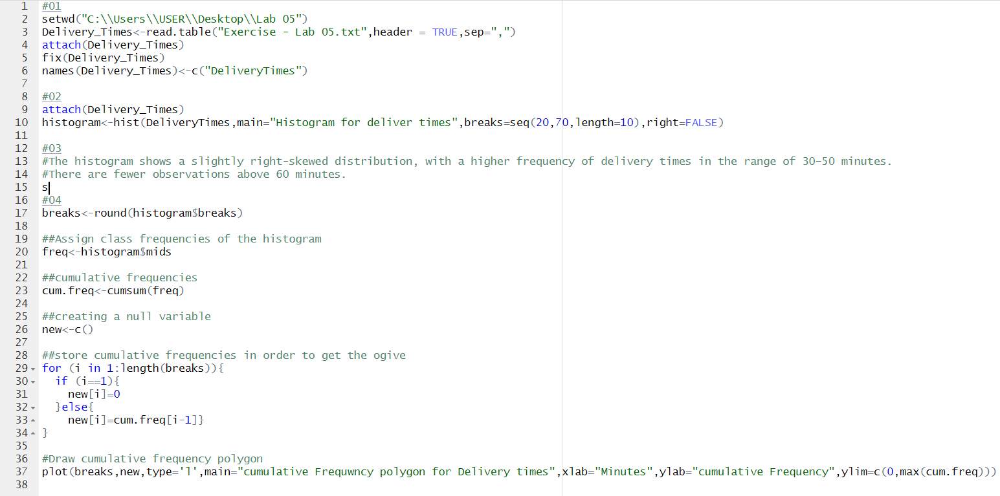 1 #01
2 setwd("C:\\Users\\USER\\Desktop\\Lab 05")
3 Delivery_Times<-read.table("Exercise - Lab 05.txt",header = TRUE,sep=",")
4 attach(Delivery_Times)
5 fix(Delivery_Times)
6 names(Delivery_Times)<-c("DeliveryTimes")
7
8 #02
9 attach(Delivery_Times)
10 histogram<-hist(DeliveryTimes,main="Histogram for deliver times",breaks=seq(20,70,length=10),right=FALSE)
11
12 #03
13 #The histogram shows a slightly right-skewed distribution, with a higher frequency of delivery times in the range of 30-50 minutes.
14 #There are fewer observations above 60 minutes.
15 s
16 #04
17 breaks<-round(histogram$breaks)
18
19 ##Assign class frequencies of the histogram
20 freq<-histogram$mids
21
22 ##cumulative frequencies
23 cum.freq<-cumsum(freq)
24
25 ##creating a null variable
26 new<-c()
27
28 ##store cumulative frequencies in order to get the ogive
29 for (i in 1:length(breaks)){
30   if (i==1){
31     new[i]=0
32   }else{
33     new[i]=cum.freq[i-1]}
34 }
35
36 #Draw cumulative frequency polygon
37 plot(breaks,new,type='l',main="cumulative Frequwncy polygon for Delivery times",xlab="Minutes",ylab="cumulative Frequency",ylim=c(0,max(cum.freq)))
38